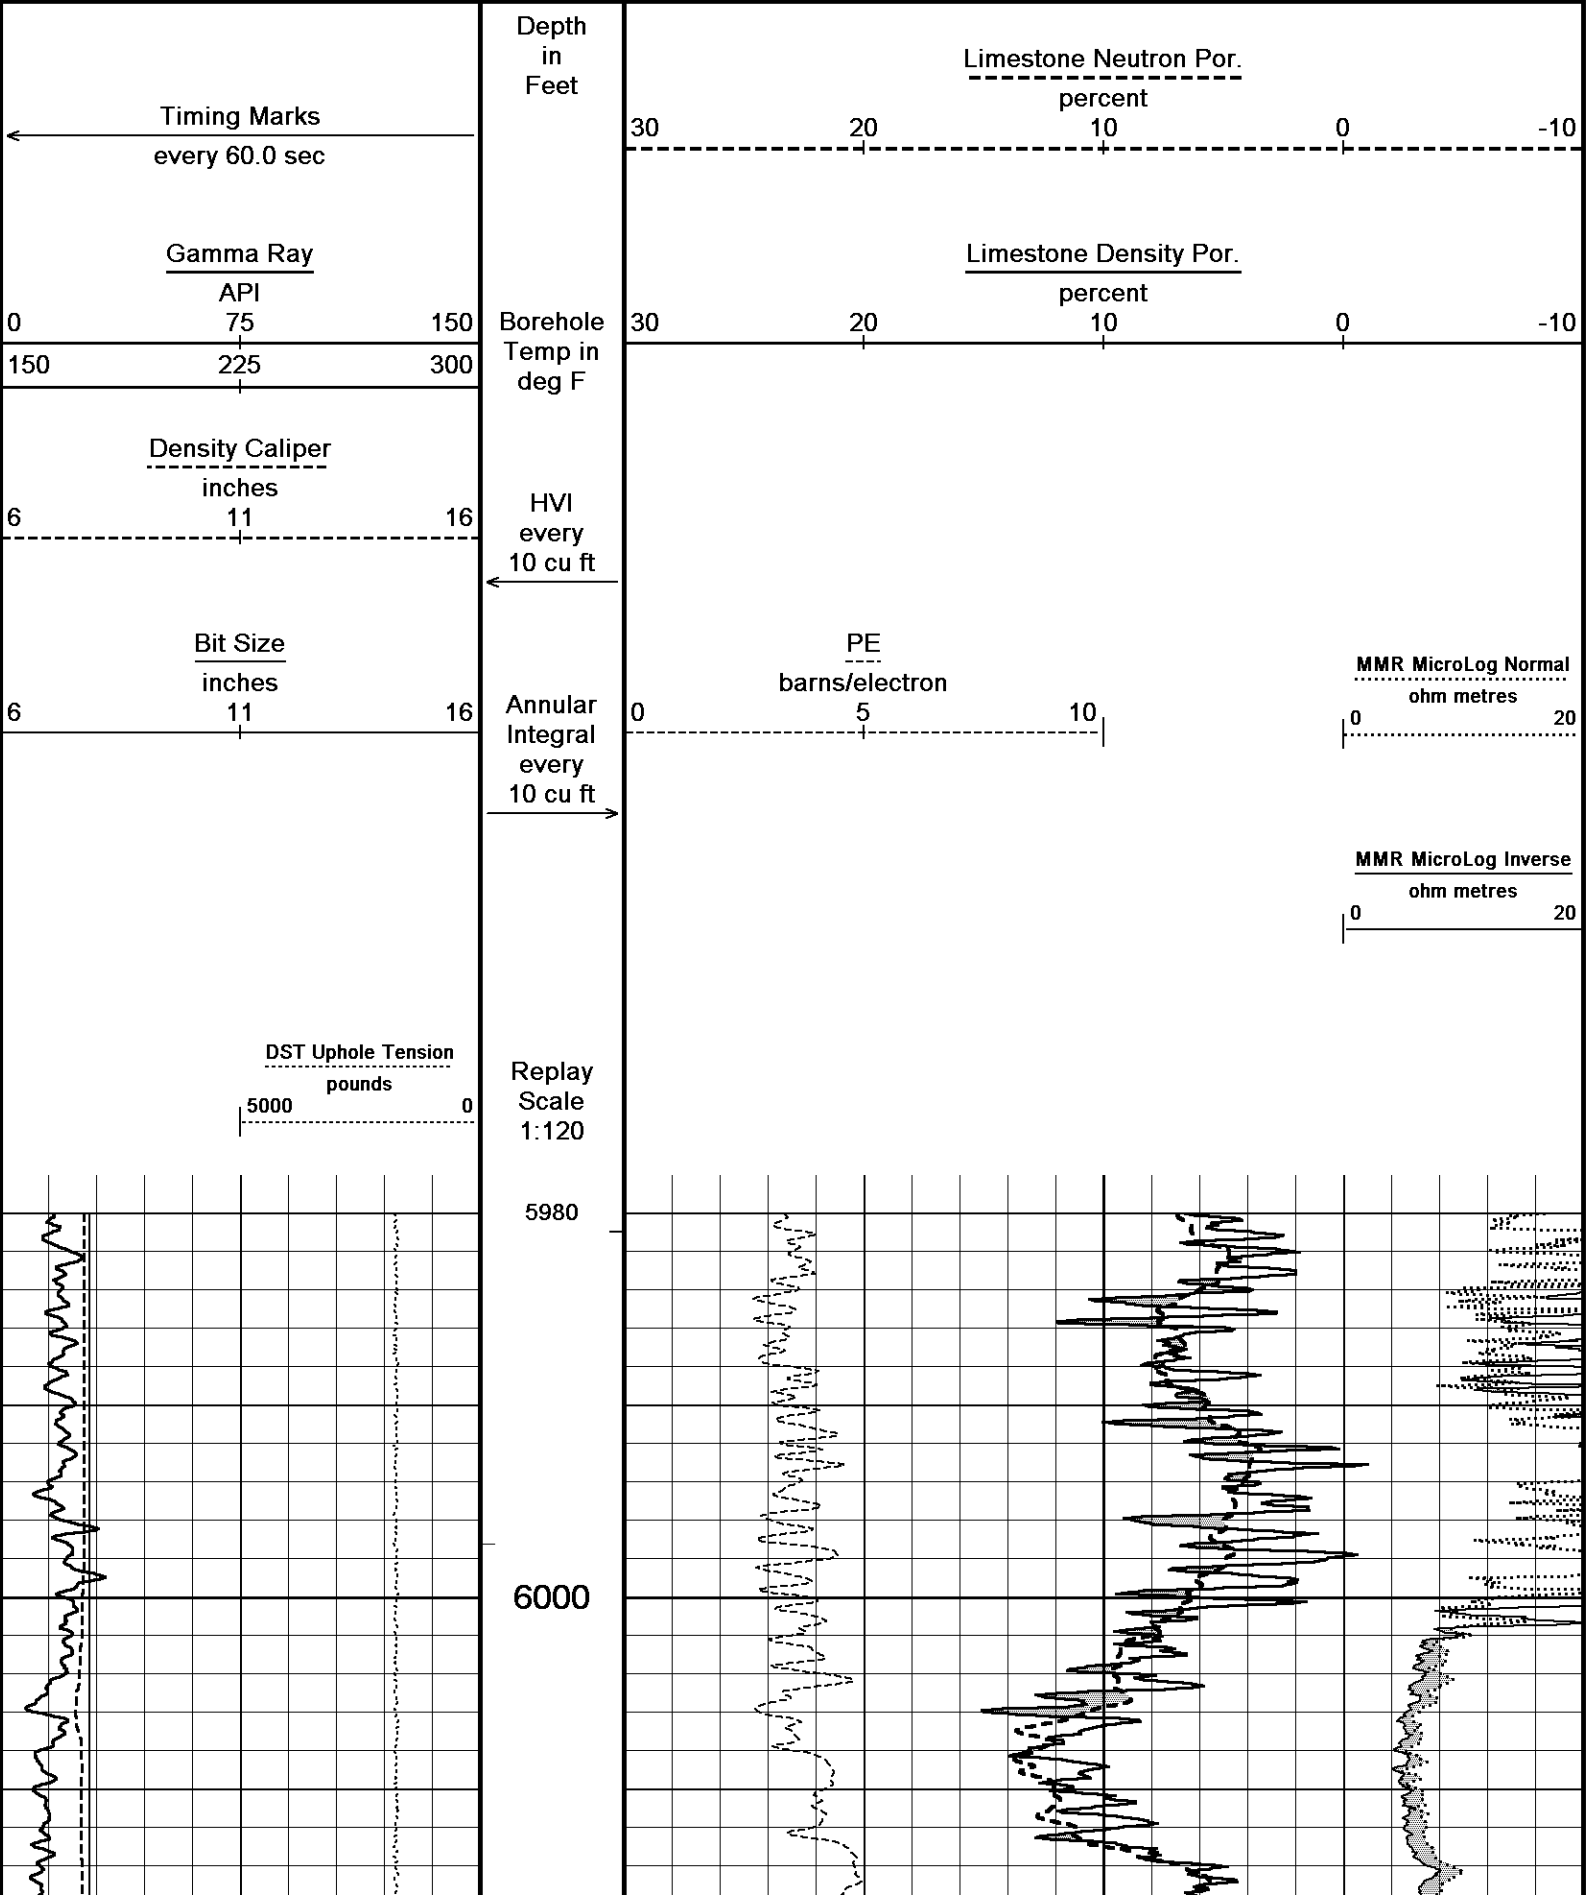 Timing Marks
every 60.0 sec
Gamma Ray
API
0 75 150
150 225 300
Density Caliper
inches
6 11 16
Bit Size
inches
6 11 16
DST Uphole Tension
pounds
5000 0
Depth
in
Feet
Borehole
Temp in
deg F
HVI
every
10 cu ft
Annular
Integral
every
10 cu ft
Replay
Scale
1:120
5980
6000
Limestone Neutron Por.
percent
30 20 10 0 -10
Limestone Density Por.
percent
30 20 10 0 -10
PE
barns/electron
0 5 10
MMR MicroLog Normal
ohm metres
0 20
MMR MicroLog Inverse
ohm metres
0 20